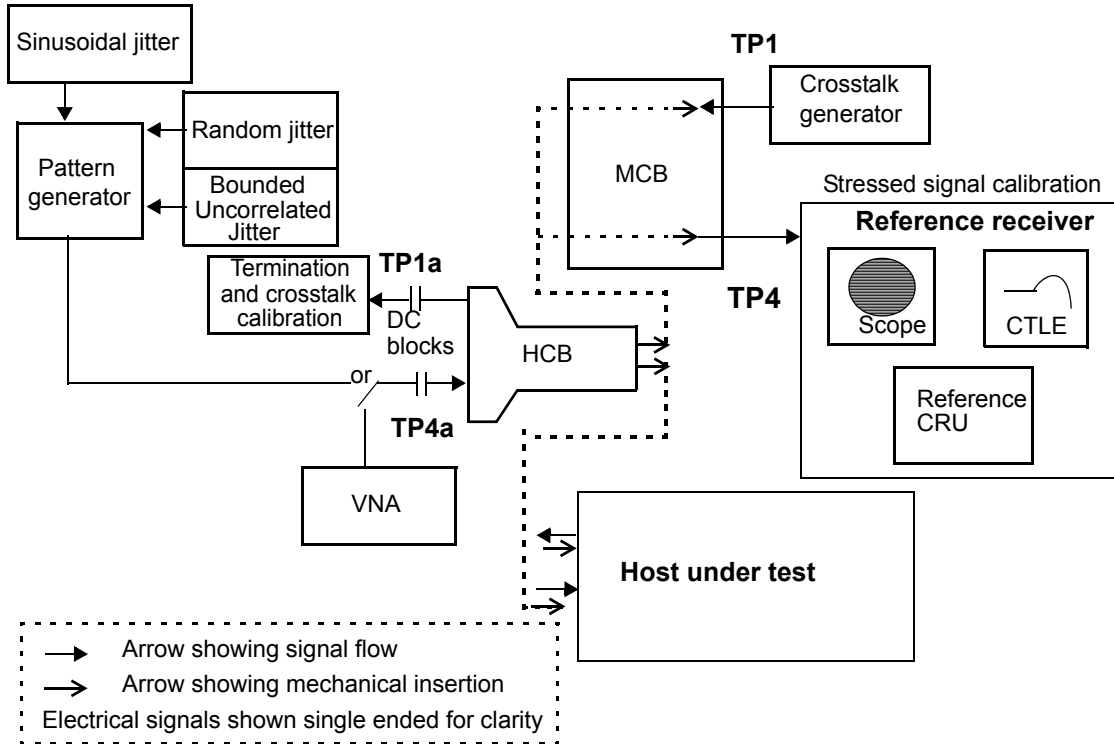 Sinusoidal jitter
Pattern
generator
Random jitter
Bounded
Uncorrelated
Jitter
Termination
and crosstalk
calibration
TP1a
DC
blocks
HCB
or
TP4a
VNA
TP1
Crosstalk
generator
MCB
TP4
Stressed signal calibration
Reference receiver
Scope
CTLE
Reference
CRU
Host under test
Arrow showing signal flow
Arrow showing mechanical insertion
Electrical signals shown single ended for clarity